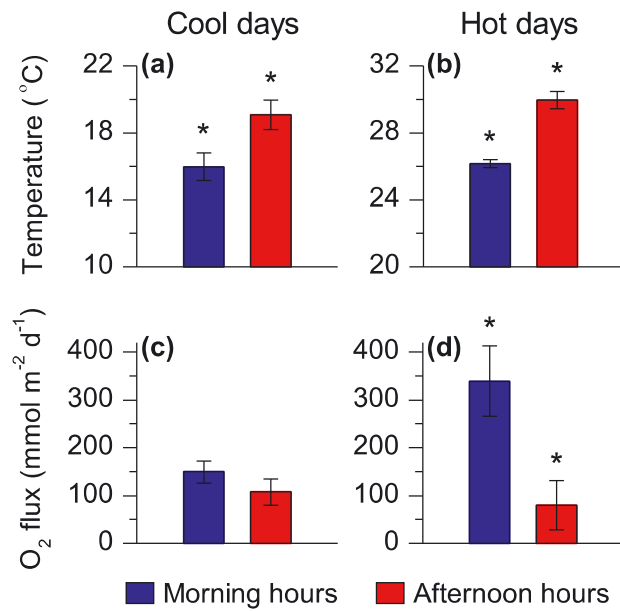 Cool days
Hot days
Temperature (°C)
22
18
14
10
(a)
*
*
32
28
24
20
(b)
*
*
O₂ flux (mmol m⁻² d⁻¹)
400
300
200
100
0
(c)
400
300
200
100
0
(d)
*
*
Morning hours
Afternoon hours